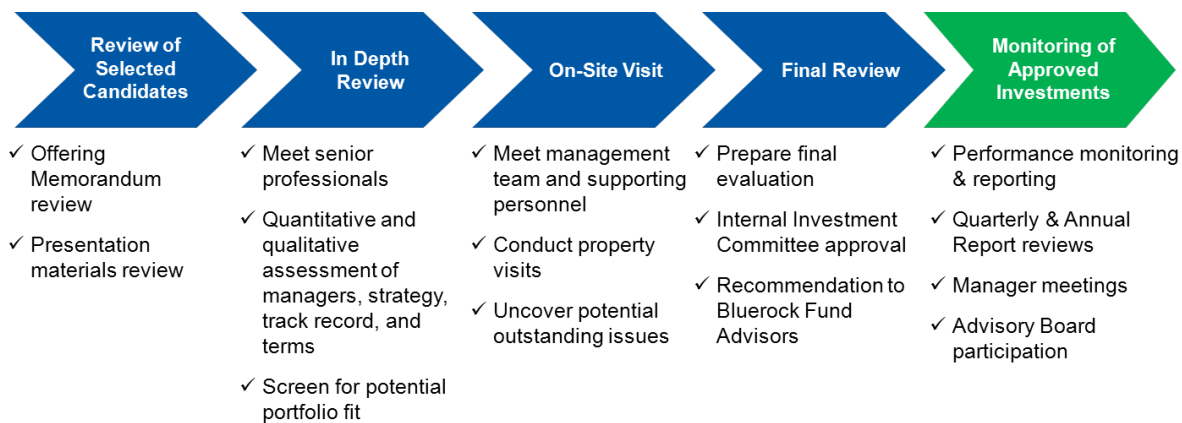 Review of
Selected
Candidates
✓ Offering
Memorandum
review
✓ Presentation
materials review
In Depth
Review
✓ Meet senior
professionals
✓ Quantitative and
qualitative
assessment of
managers, strategy,
track record, and
terms
✓ Screen for potential
portfolio fit
On-Site Visit
✓ Meet management
team and supporting
personnel
✓ Conduct property
visits
✓ Uncover potential
outstanding issues
Final Review
✓ Prepare final
evaluation
✓ Internal Investment
Committee approval
✓ Recommendation to
Bluerock Fund
Advisors
Monitoring of
Approved
Investments
✓ Performance monitoring
& reporting
✓ Quarterly & Annual
Report reviews
✓ Manager meetings
✓ Advisory Board
participation